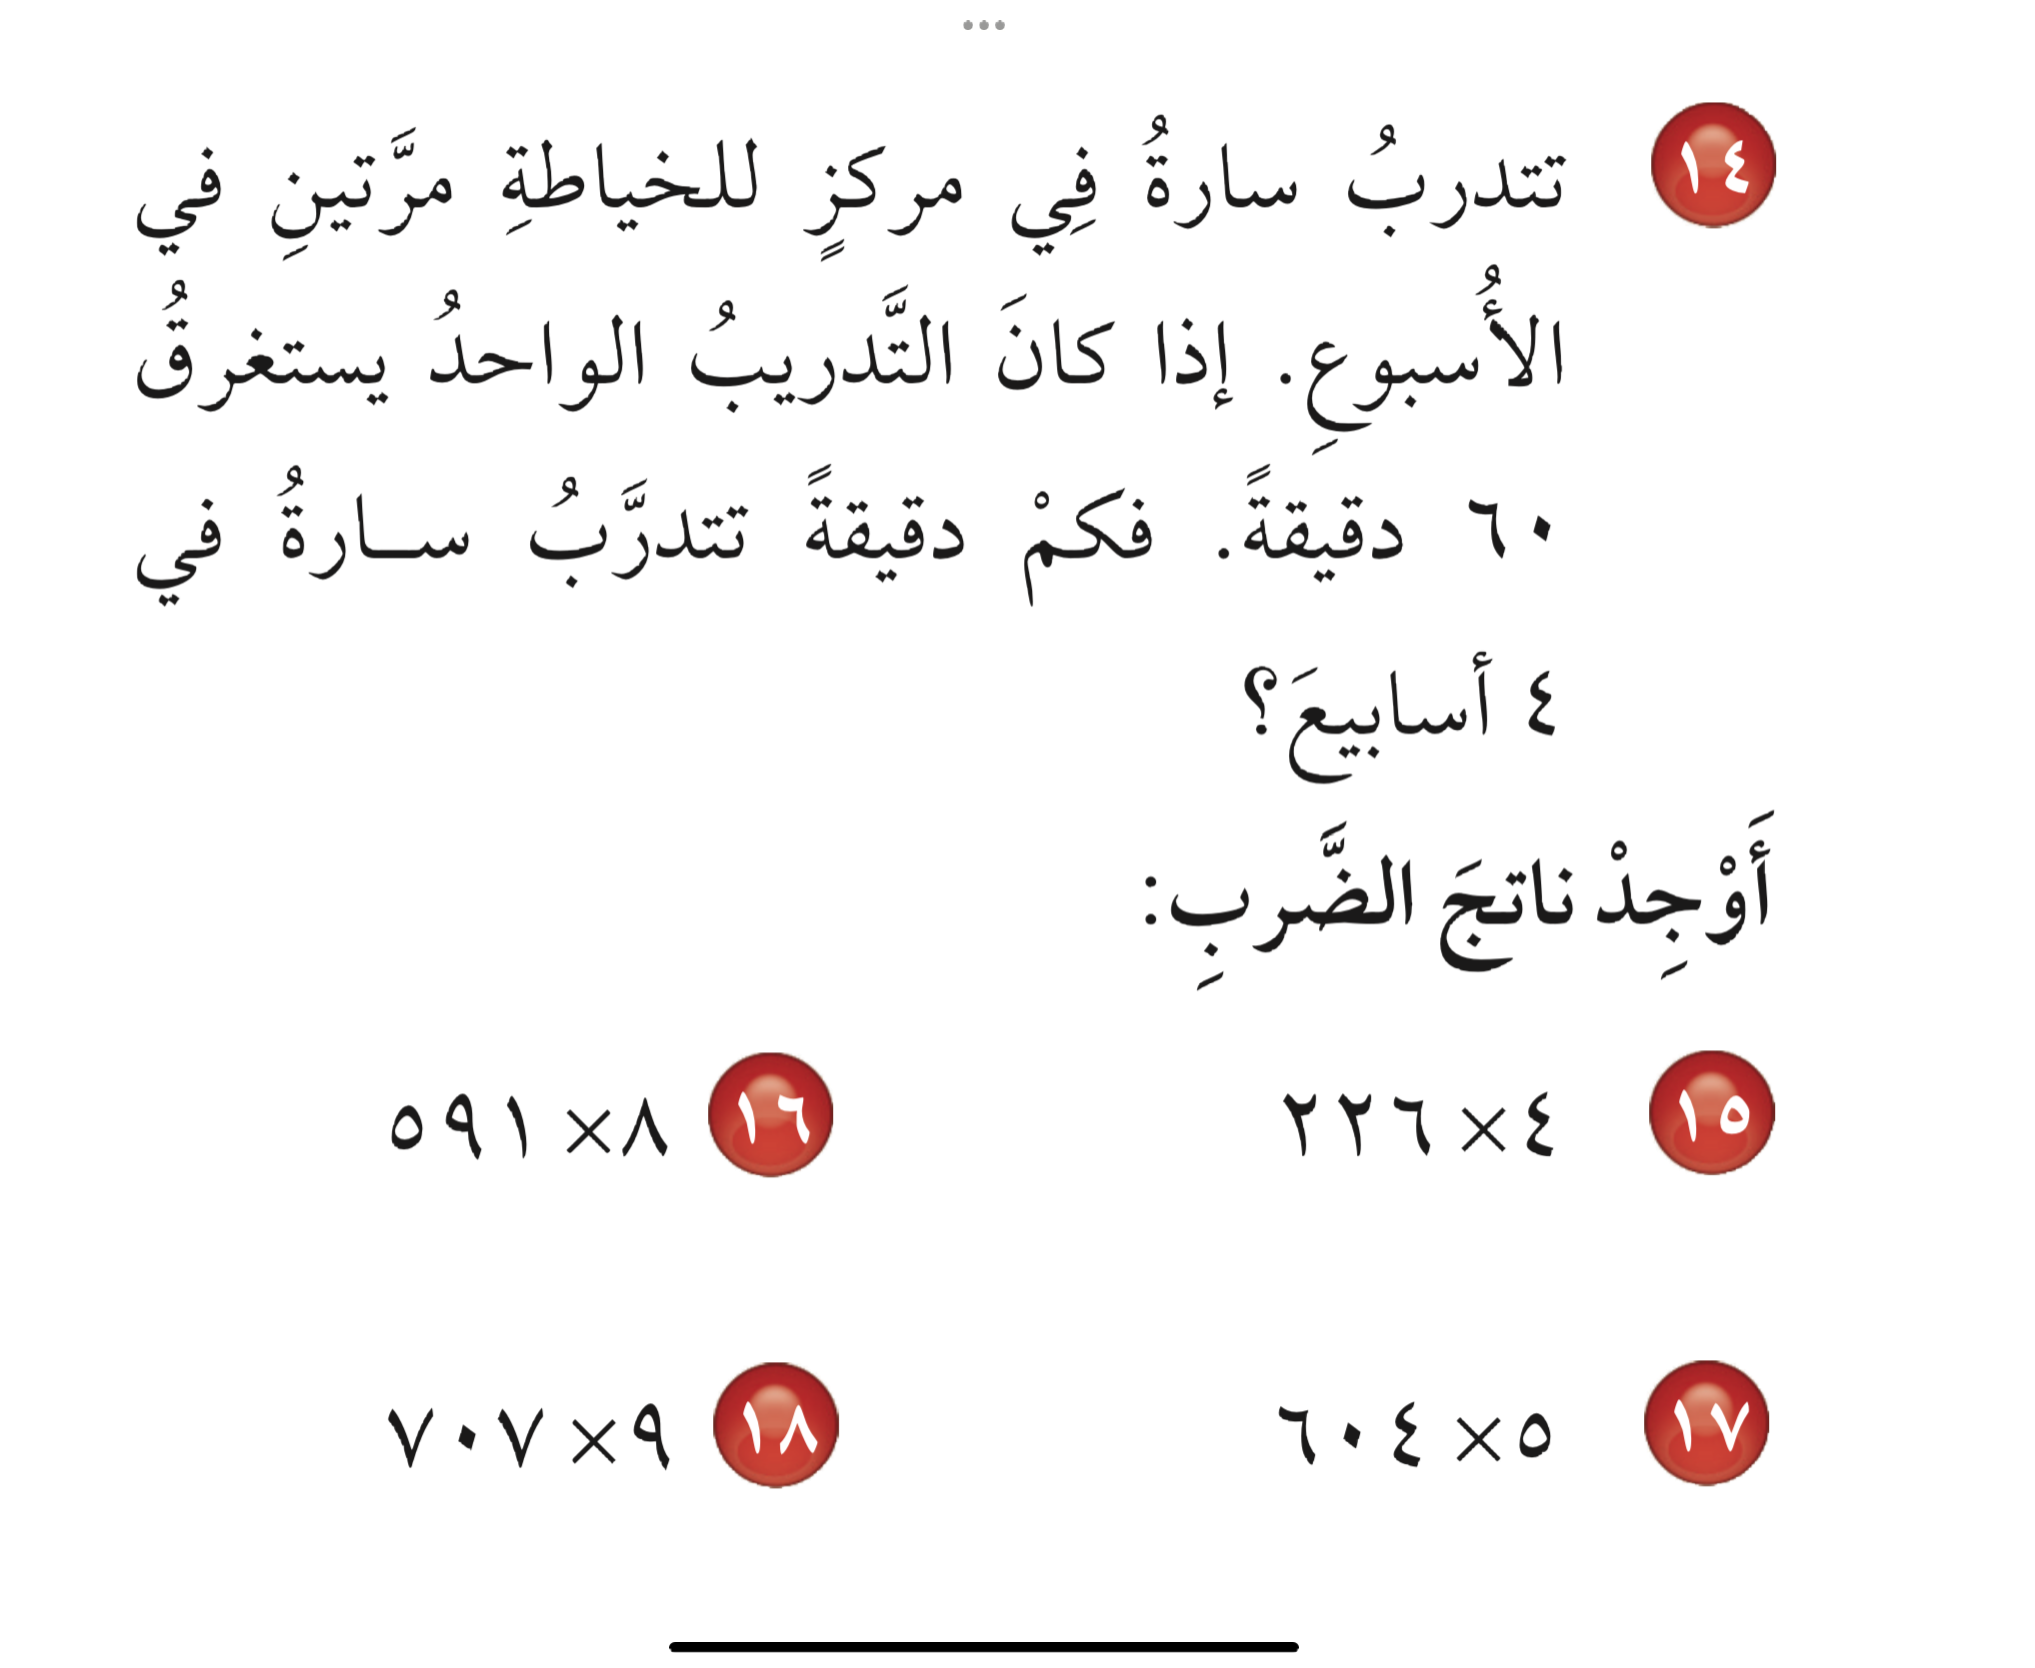 ١٤ تتدربُ سارةُ فِي مركزٍ للخياطةِ مرَّتينِ في
الأُسبوعِ. إذا كانَ التَّدريبُ الواحدُ يستغرقُ
٦٠ دقيقةً. فكمْ دقيقةً تتدرَّبُ سارةُ في
٤ أسابيعَ؟
أَوْجِدْ ناتجَ الضَّربِ:
١٥ ٤×٢٢٦ ١٦ ٨×٥٩١
١٧ ٥×٦٠٤ ١٨ ٩×٧٠٧